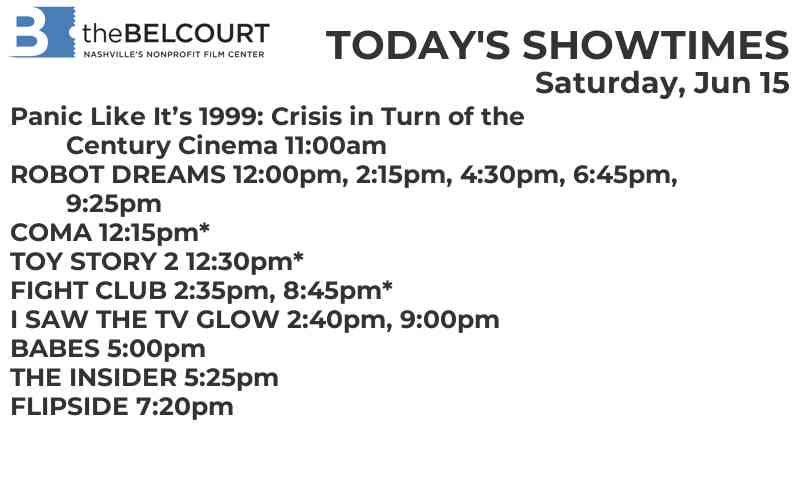 B theBELCOURT
NASHVILLE'S NONPROFIT FILM CENTER
TODAY'S SHOWTIMES
Saturday, Jun 15
Panic Like It’s 1999: Crisis in Turn of the
Century Cinema 11:00am
ROBOT DREAMS 12:00pm, 2:15pm, 4:30pm, 6:45pm,
9:25pm
COMA 12:15pm*
TOY STORY 2 12:30pm*
FIGHT CLUB 2:35pm, 8:45pm*
I SAW THE TV GLOW 2:40pm, 9:00pm
BABES 5:00pm
THE INSIDER 5:25pm
FLIPSIDE 7:20pm